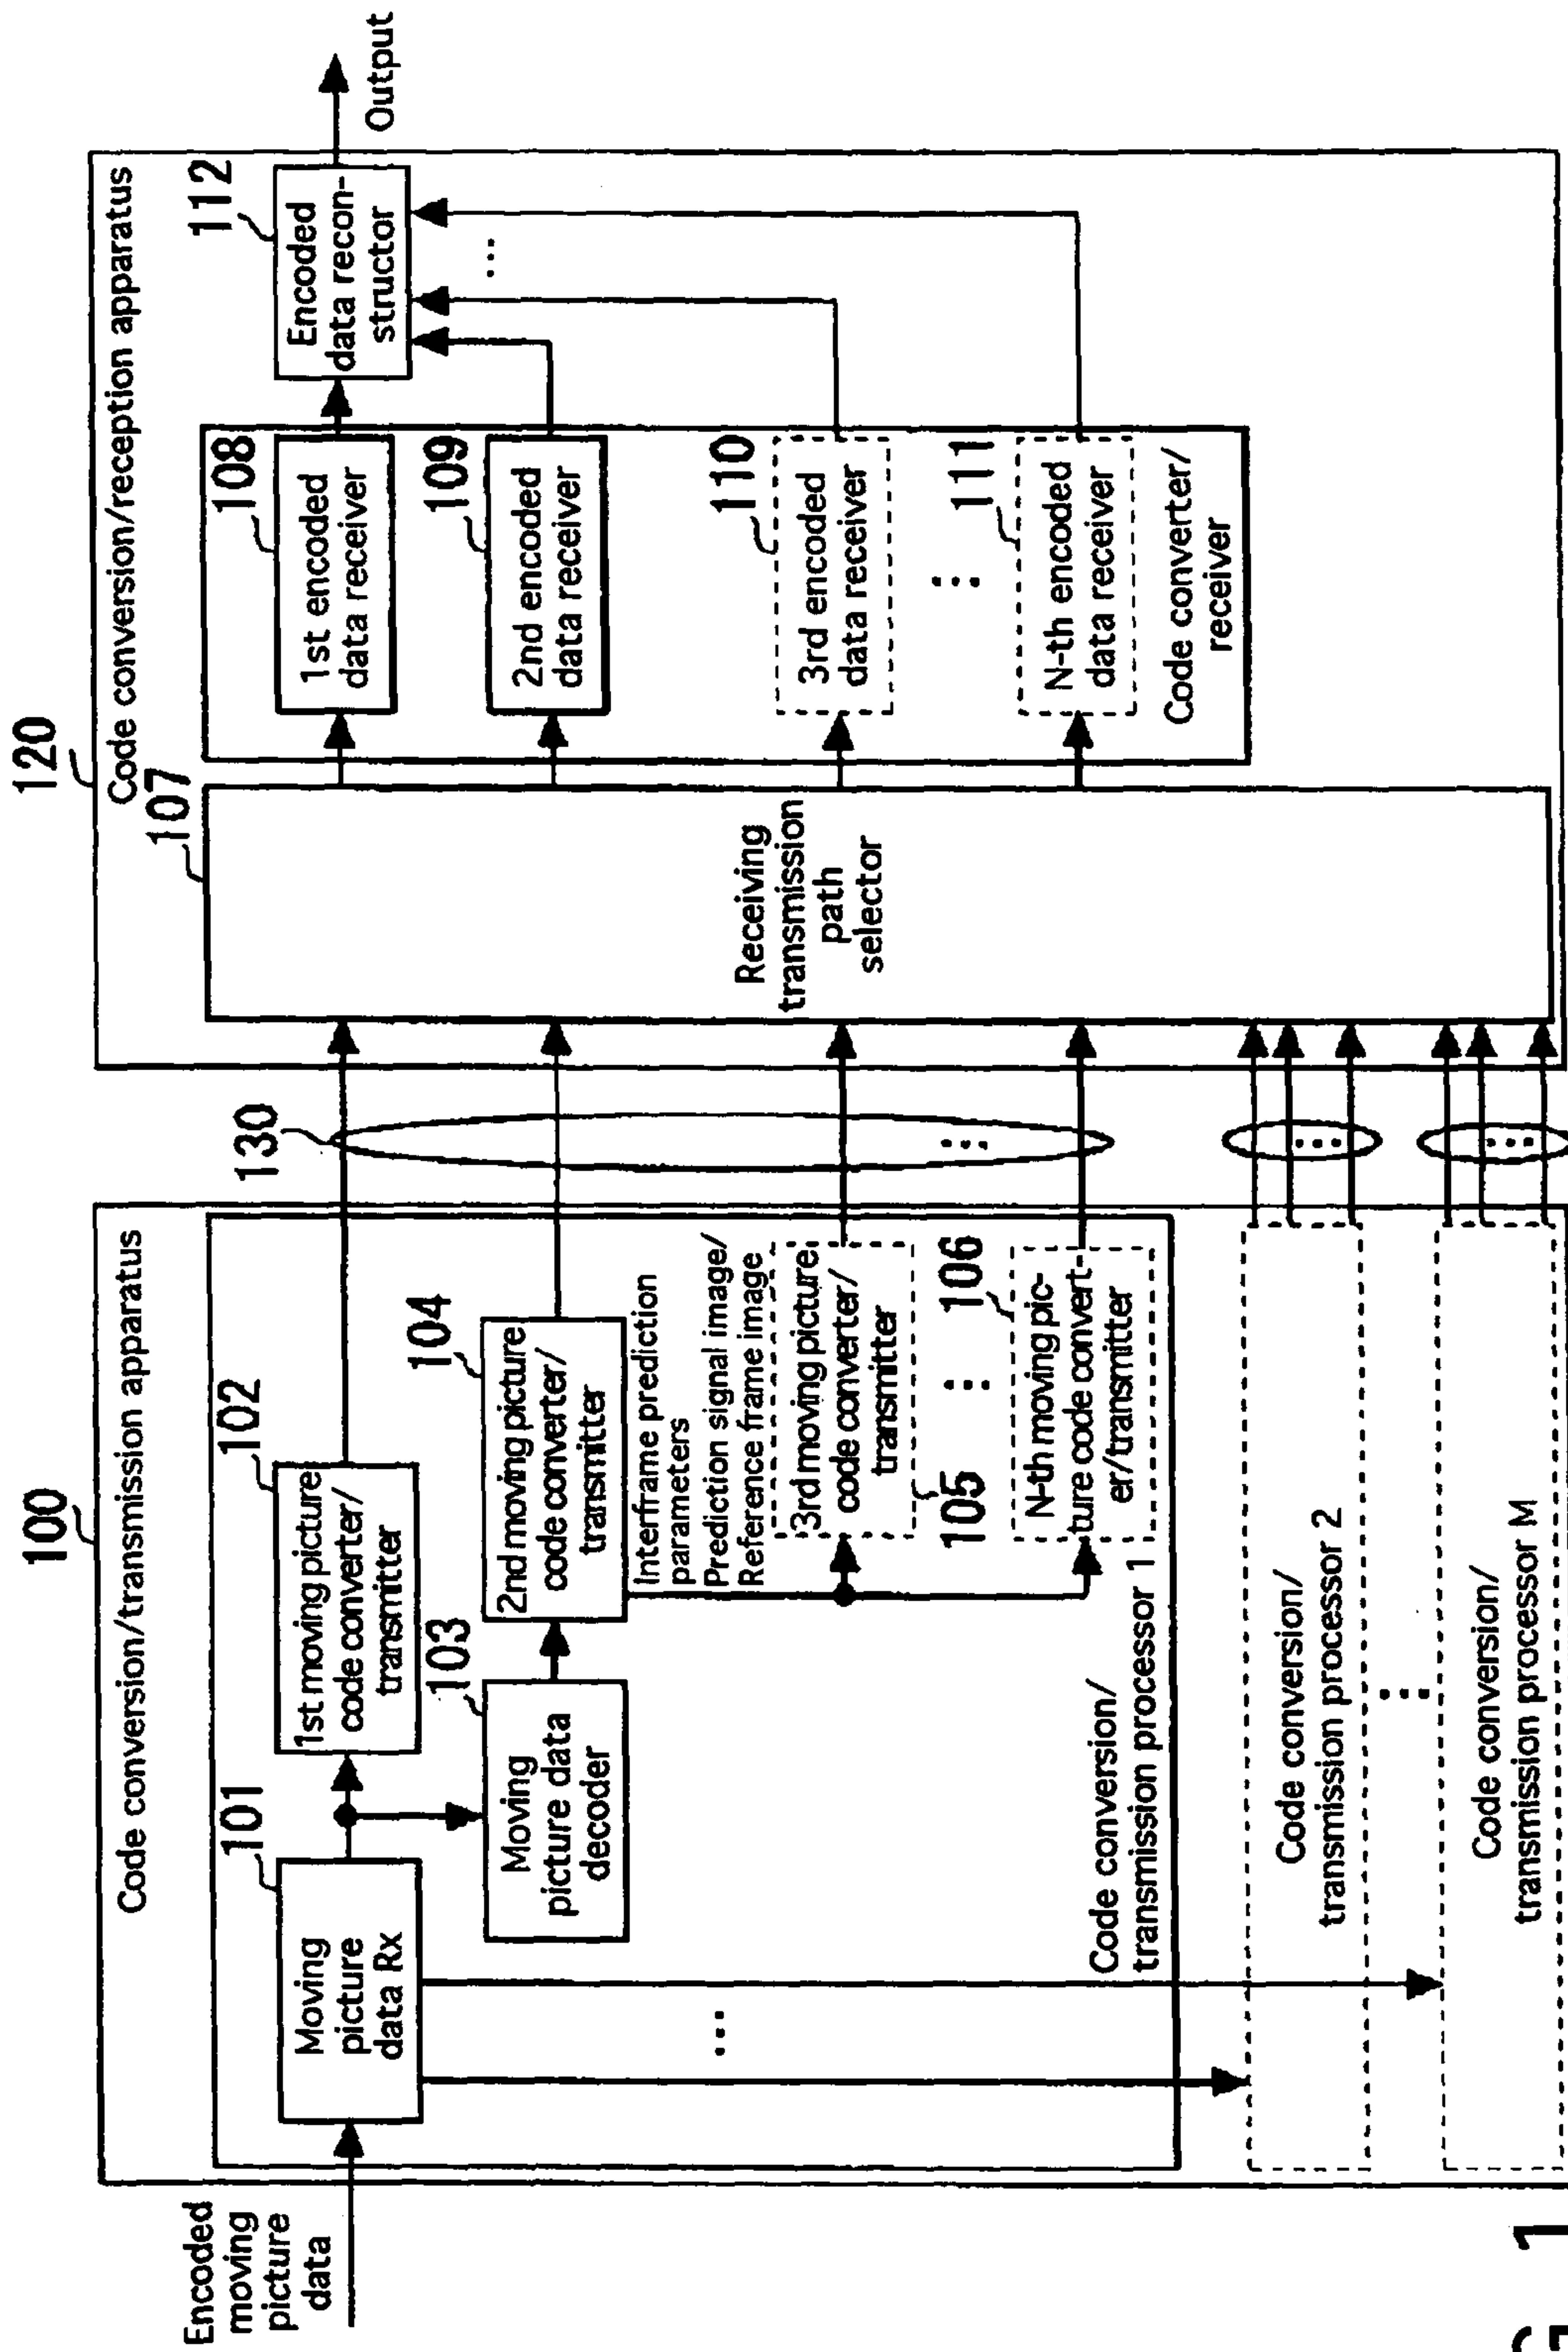 100
Code conversion/transmission apparatus
Encoded
moving
picture
data
101
Moving
picture
data Rx
102
1st moving picture
code converter/
transmitter
103
Moving
picture data
decoder
104
2nd moving picture
code converter/
transmitter
Interframe prediction
parameters
Prediction signal image/
Reference frame image
3rd moving picture
code converter/
transmitter
105
...
106
N-th moving pic-
ture code convert-
er/transmitter
...
Code conversion/
transmission processor 1
Code conversion/
transmission processor 2
...
Code conversion/
transmission processor M
130
...
...
...
120
Code conversion/reception apparatus
107
Receiving
transmission
path
selector
108
1st encoded
data receiver
109
2nd encoded
data receiver
110
3rd encoded
data receiver
...
111
N-th encoded
data receiver
Code converter/
receiver
112
Encoded
data recon-
structor
...
Output
G 1